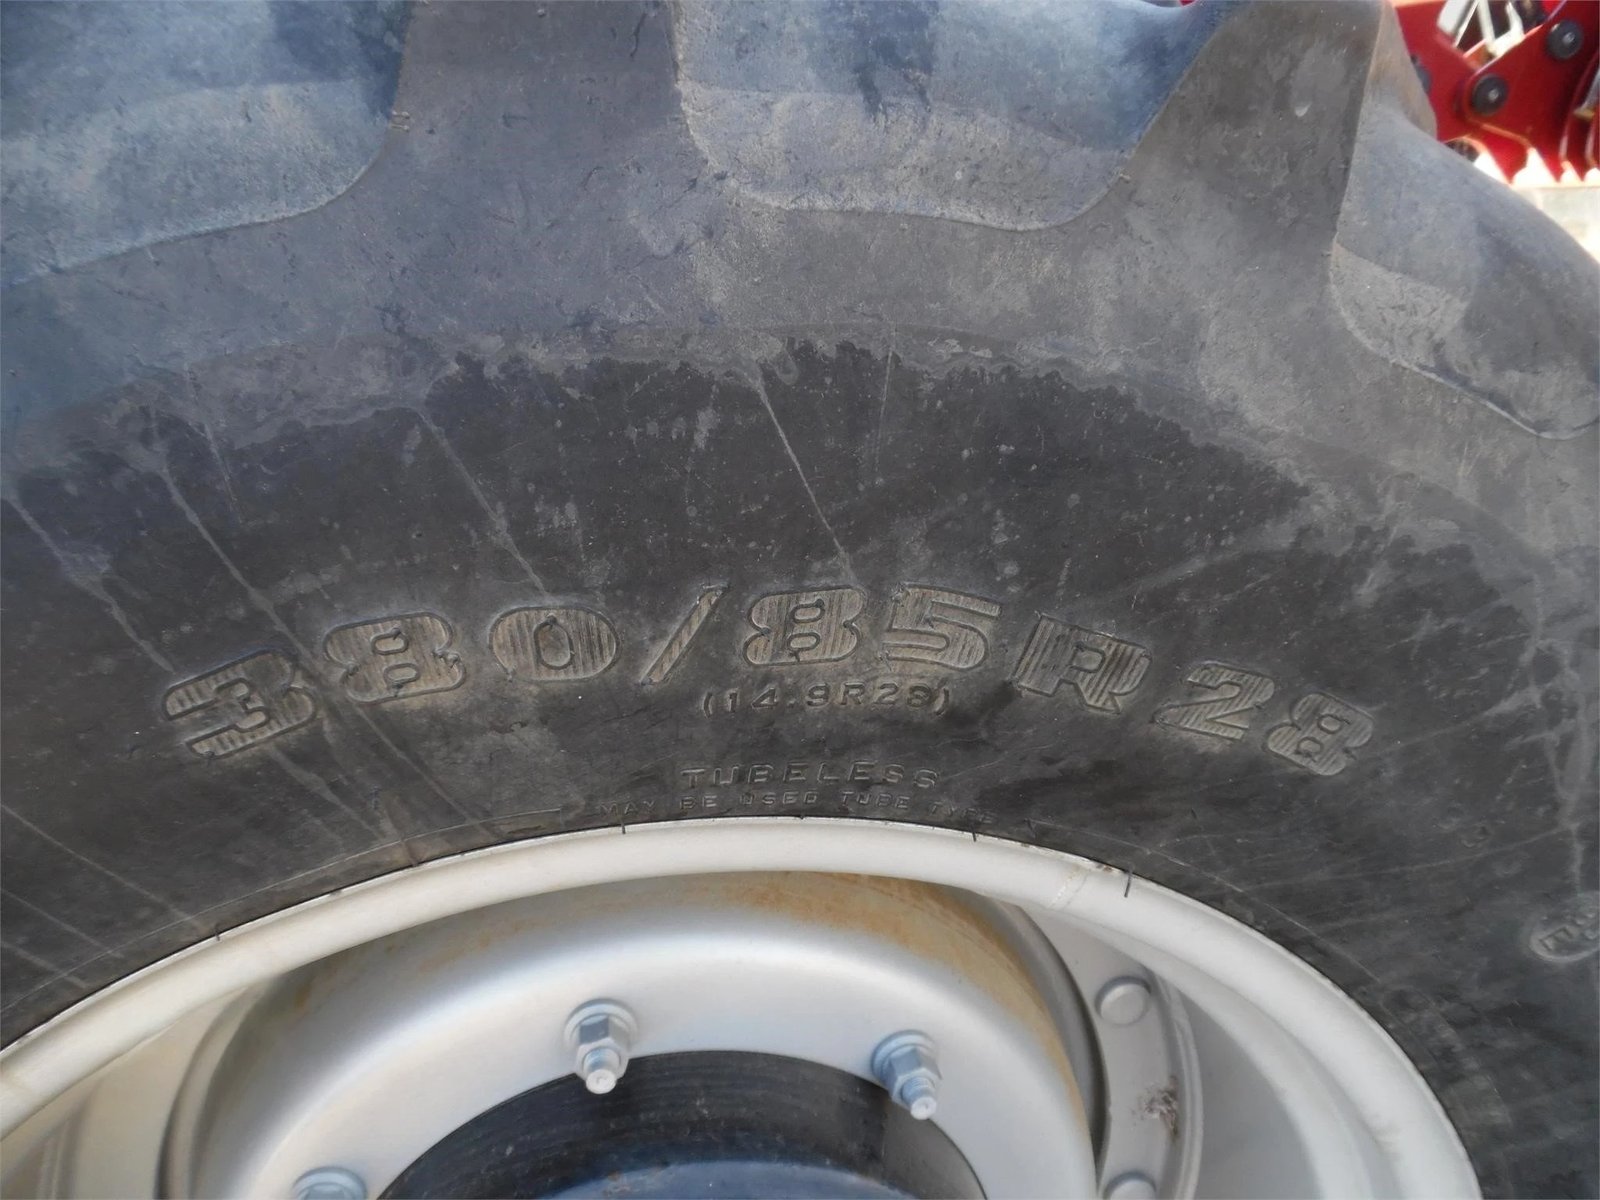 380/85R28
(14.9R28)
TUBELESS
MAY BE USED TUBE TYPE